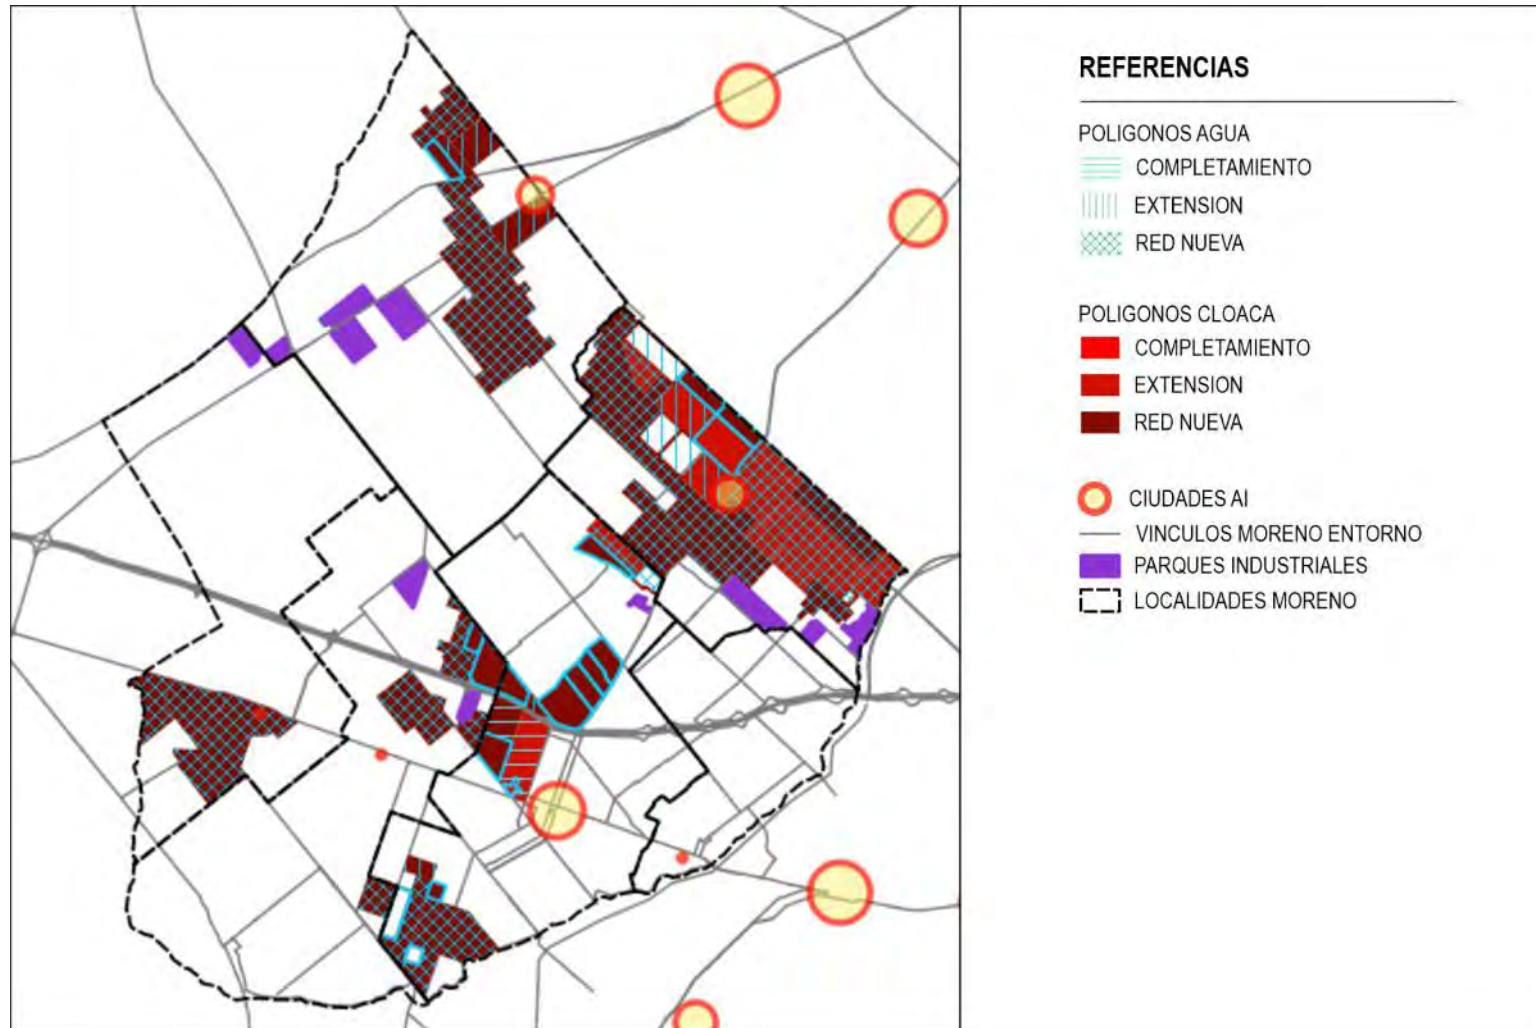 REFERENCIAS
POLIGONOS AGUA
COMPLETAMIENTO
EXTENSION
RED NUEVA
POLIGONOS CLOACA
COMPLETAMIENTO
EXTENSION
RED NUEVA
CIUDADES AI
VINCULOS MORENO ENTORNO
PARQUES INDUSTRIALES
LOCALIDADES MORENO